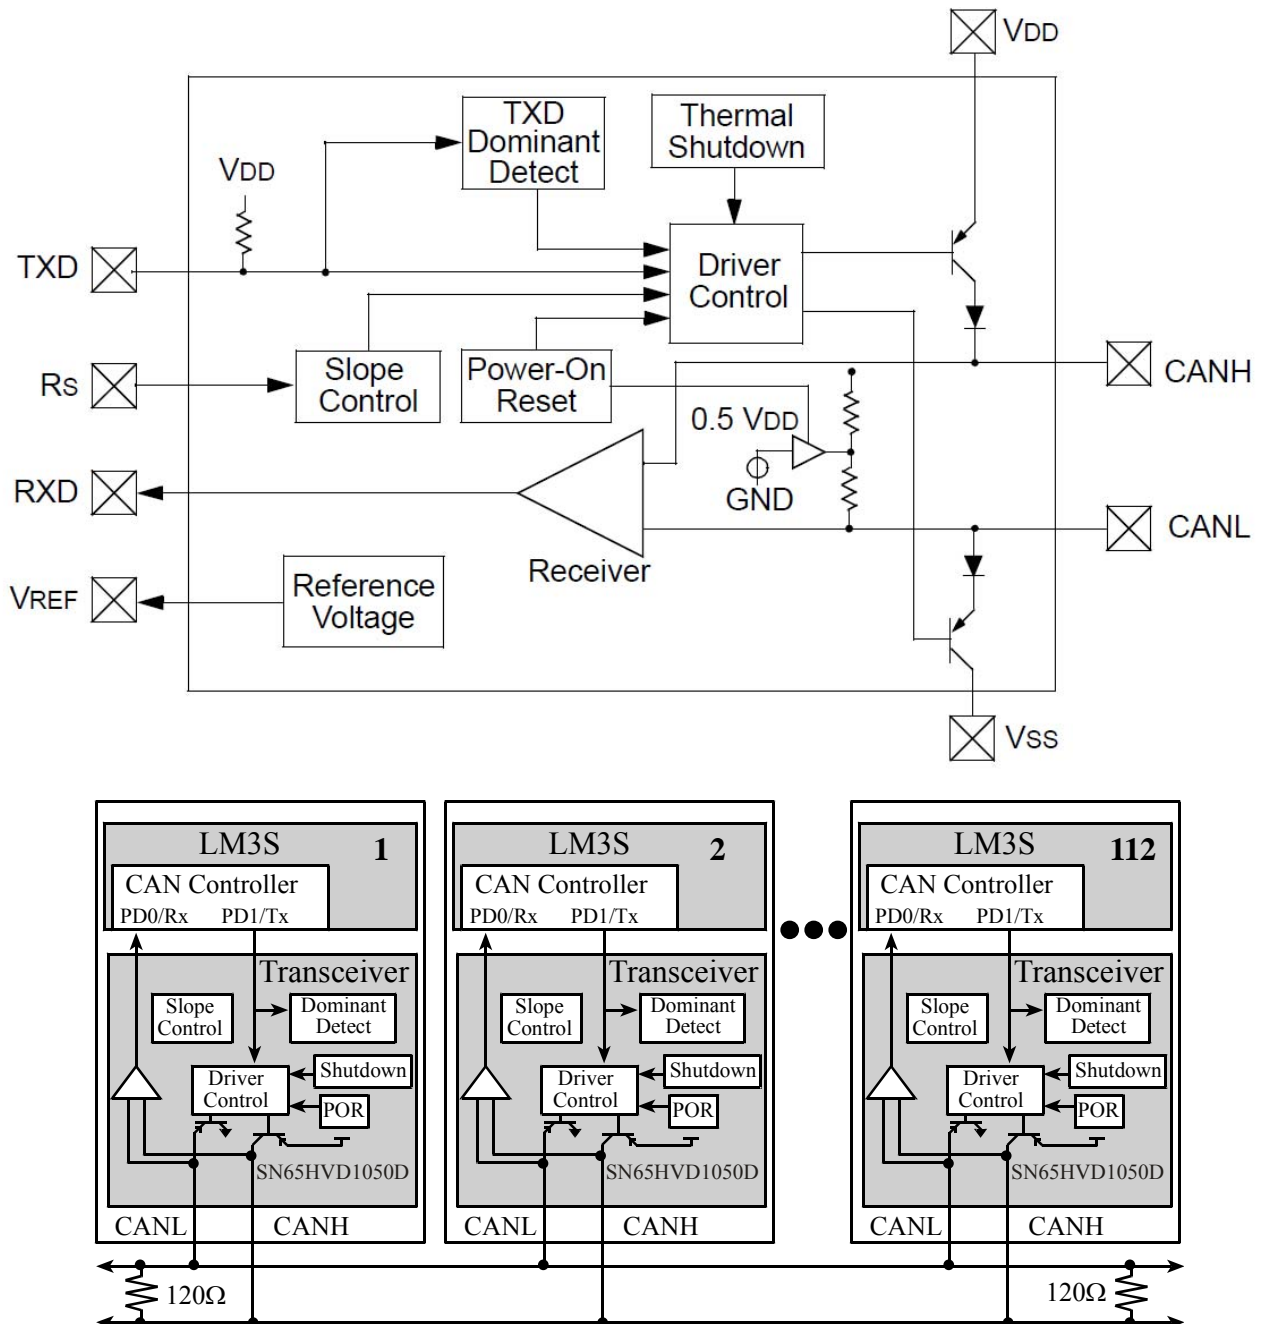 VDD
TXD
Dominant
Detect
Thermal
Shutdown
VDD
TXD
Driver
Control
Rs
Slope
Control
Power-On
Reset
CANH
0.5 VDD
RXD
GND
CANL
Receiver
VREF
Reference
Voltage
Vss
LM3S 1
CAN Controller
PD0/Rx PD1/Tx
Transceiver
Slope
Control
Dominant
Detect
Driver
Control
Shutdown
POR
SN65HVD1050D
CANL CANH
LM3S 2
CAN Controller
PD0/Rx PD1/Tx
Transceiver
Slope
Control
Dominant
Detect
Driver
Control
Shutdown
POR
SN65HVD1050D
CANL CANH
LM3S 112
CAN Controller
PD0/Rx PD1/Tx
Transceiver
Slope
Control
Dominant
Detect
Driver
Control
Shutdown
POR
SN65HVD1050D
CANL CANH
120Ω
120Ω